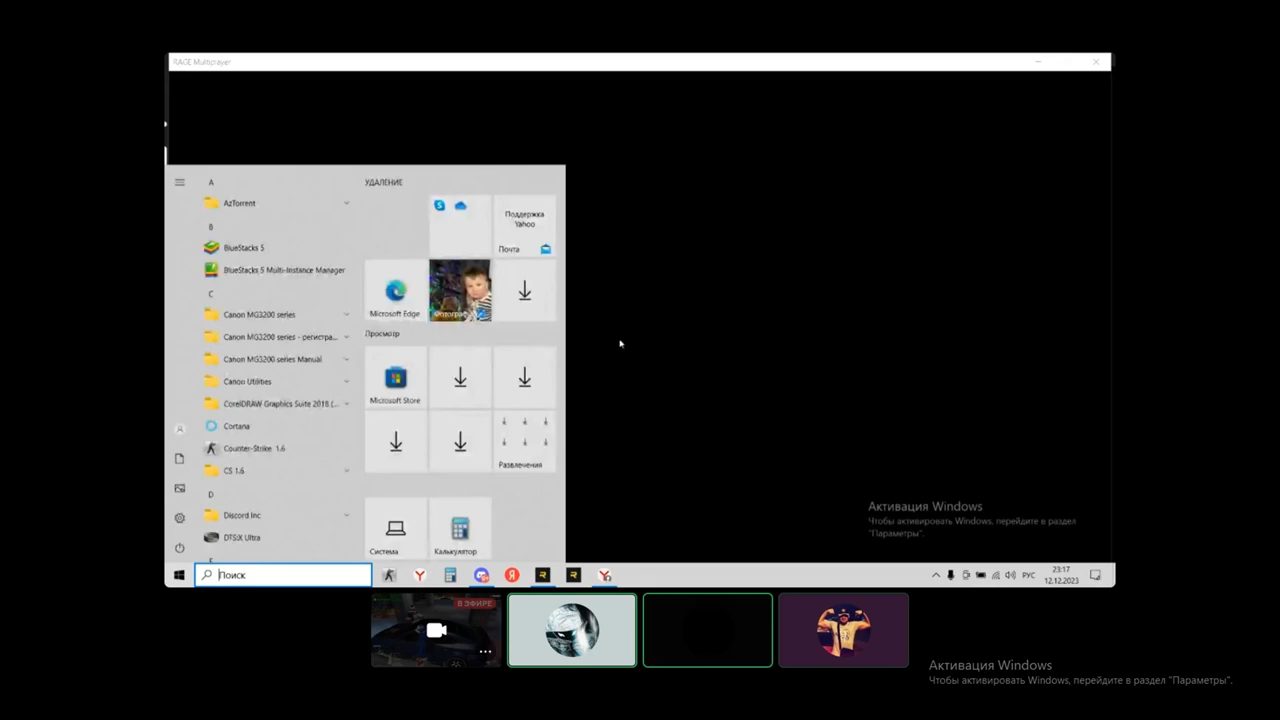 RAGE Multiplayer
A
AzTorrent
B
BlueStacks 5
BlueStacks 5 Multi-Instance Manager
C
Canon MG3200 series
Canon MG3200 series - регистра...
Canon MG3200 series Manual
Canon Utilities
CorelDRAW Graphics Suite 2018 (...
Cortana
Counter-Strike 1.6
CS 1.6
D
Discord Inc
DTS:X Ultra
УДАЛЕНИЕ
Поддержка
Yahoo
Почта
Microsoft Edge
Фотографии
Просмотр
Microsoft Store
Развлечения
Система
Калькулятор
Активация Windows
Чтобы активировать Windows, перейдите в раздел
"Параметры".
Поиск
РУС
23:17
12.12.2023
В ЭФИРЕ
Активация Windows
Чтобы активировать Windows, перейдите в раздел "Параметры".